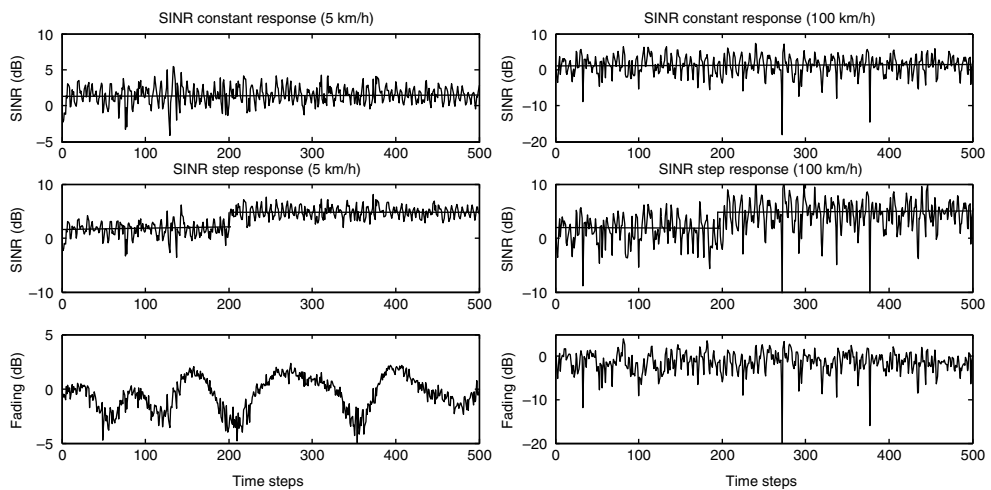 SINR constant response (5 km/h)
10
5
0
−5
SINR (dB)
0 100 200 300 400 500
SINR constant response (100 km/h)
10
0
−10
−20
SINR (dB)
0 100 200 300 400 500
SINR step response (5 km/h)
10
0
−10
SINR (dB)
0 100 200 300 400 500
SINR step response (100 km/h)
10
0
−10
SINR (dB)
0 100 200 300 400 500
5
0
−5
Fading (dB)
0 100 200 300 400 500
Time steps
0
−10
−20
Fading (dB)
0 100 200 300 400 500
Time steps